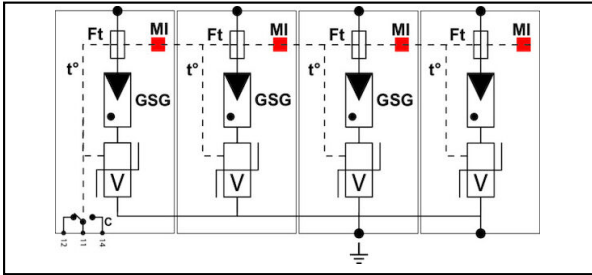 Ft MI Ft MI Ft MI Ft MI
t° t° t° t°
GSG GSG GSG
V V V V
C
12 11 14